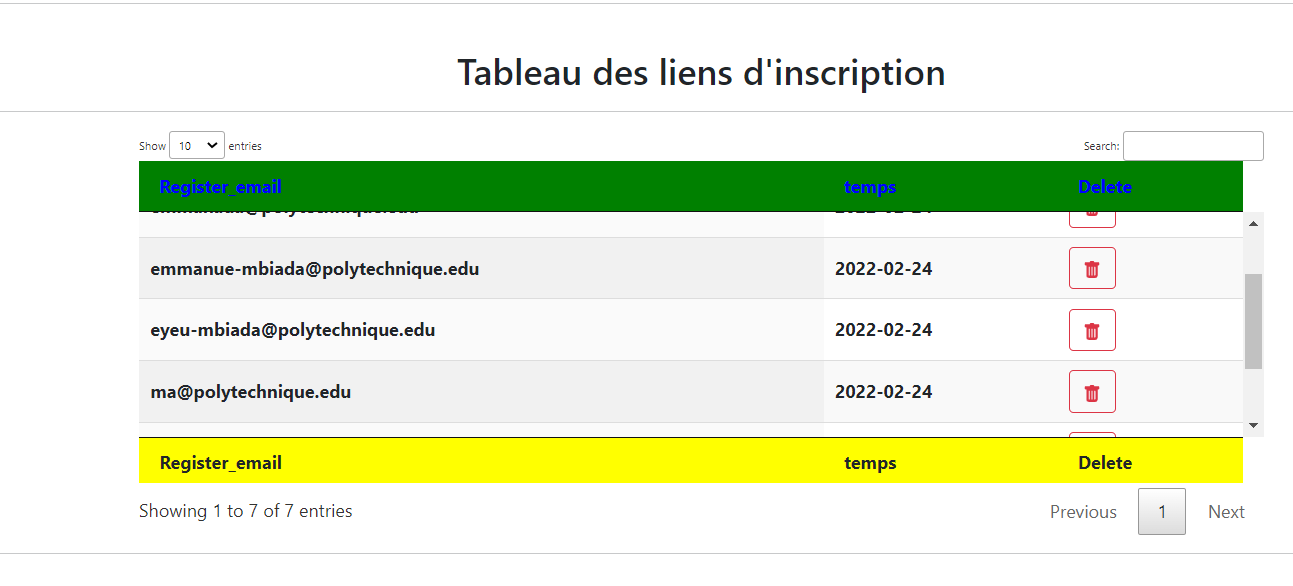 Tableau des liens d'inscription
Show 10 entries Search:
Register_email temps Delete
emmanue-mbiada@polytechnique.edu 2022-02-24
eyeu-mbiada@polytechnique.edu 2022-02-24
ma@polytechnique.edu 2022-02-24
Register_email temps Delete
Showing 1 to 7 of 7 entries Previous 1 Next